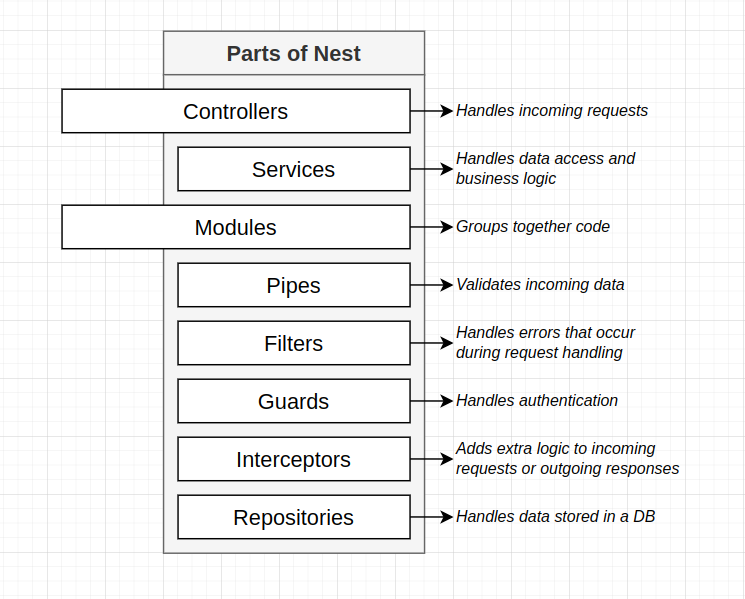 Parts of Nest
Controllers
Handles incoming requests
Services
Handles data access and
business logic
Modules
Groups together code
Pipes
Validates incoming data
Filters
Handles errors that occur
during request handling
Guards
Handles authentication
Interceptors
Adds extra logic to incoming
requests or outgoing responses
Repositories
Handles data stored in a DB